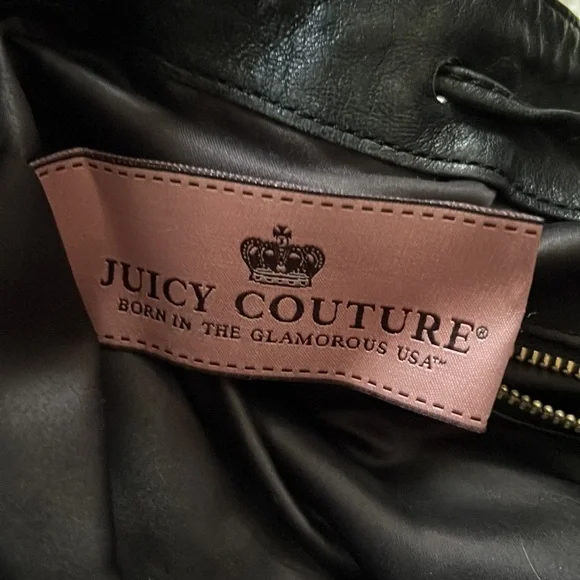 JUICY COUTURE®
BORN IN THE GLAMOROUS USA™